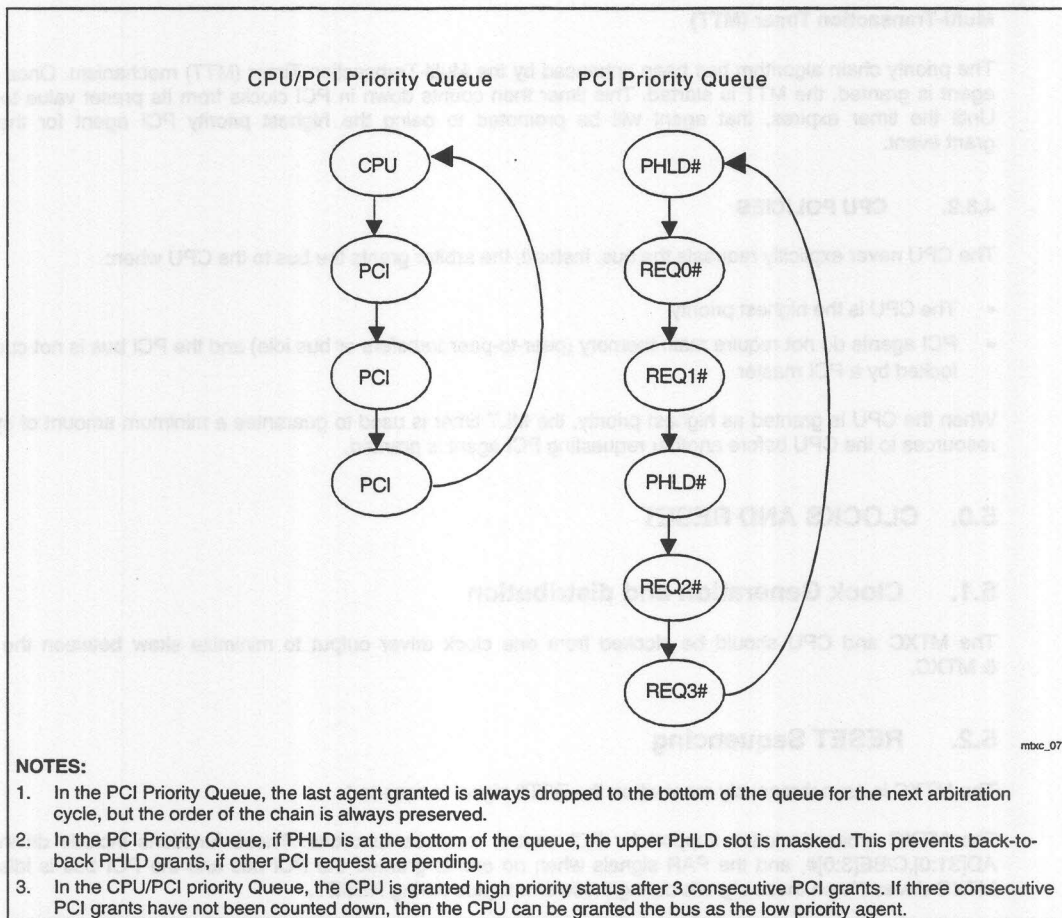 CPU/PCI Priority Queue
PCI Priority Queue
CPU
PCI
PCI
PCI
PHLD#
REQ0#
REQ1#
PHLD#
REQ2#
REQ3#
mtxc_07
NOTES:
1. In the PCI Priority Queue, the last agent granted is always dropped to the bottom of the queue for the next arbitration
cycle, but the order of the chain is always preserved.
2. In the PCI Priority Queue, if PHLD is at the bottom of the queue, the upper PHLD slot is masked. This prevents back-to-
back PHLD grants, if other PCI request are pending.
3. In the CPU/PCI priority Queue, the CPU is granted high priority status after 3 consecutive PCI grants. If three consecutive
PCI grants have not been counted down, then the CPU can be granted the bus as the low priority agent.